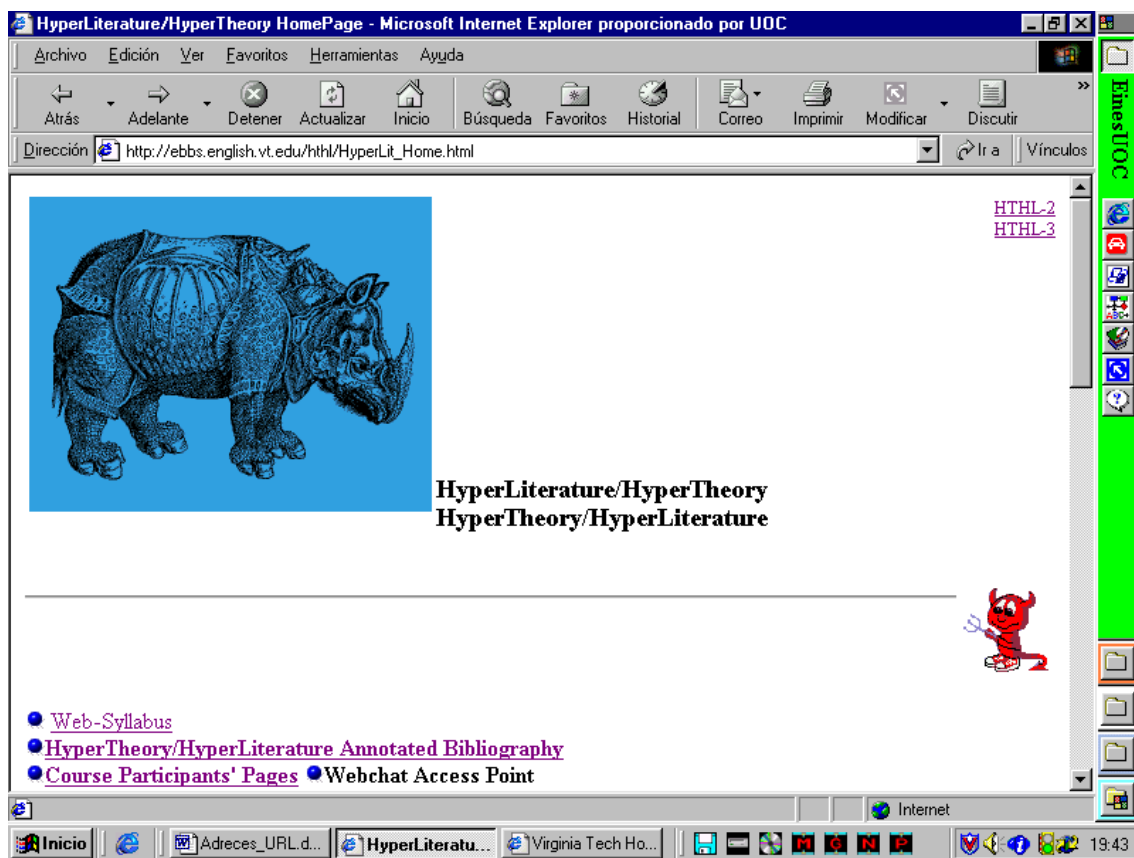 HyperLiterature/HyperTheory HomePage - Microsoft Internet Explorer proporcionado por UOC
Archivo Edición Ver Favoritos Herramientas Ayuda
Atrás Adelante Detener Actualizar Inicio Búsqueda Favoritos Historial Correo Imprimir Modificar Discutir »
Dirección http://ebbs.english.vt.edu/hthl/HyperLit_Home.html Ir a Vínculos
EinesUOC
HTHL-2
HTHL-3
HyperLiterature/HyperTheory
HyperTheory/HyperLiterature
Web-Syllabus
HyperTheory/HyperLiterature Annotated Bibliography
Course Participants' Pages Webchat Access Point
Internet
Inicio Adreces_URL.d... HyperLiteratu... Virginia Tech Ho... M G N P 19:43